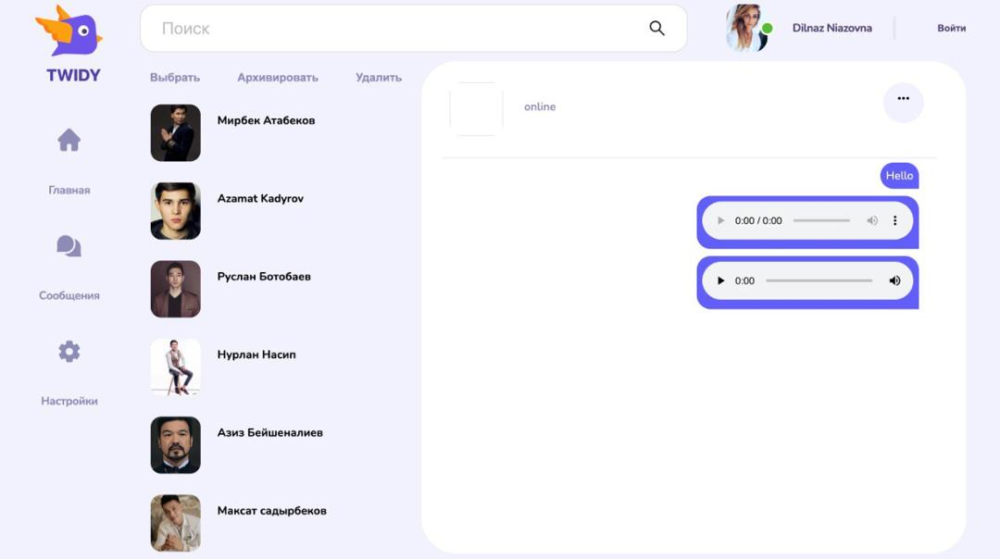 Поиск
Dilnaz Niazovna
Войти
TWIDY
Главная
Сообщения
Настройки
Выбрать
Архивировать
Удалить
Мирбек Атабеков
Azamat Kadyrov
Руслан Ботобаев
Нурлан Насип
Азиз Бейшеналиев
Максат садырбеков
online
Hello
0:00 / 0:00
0:00